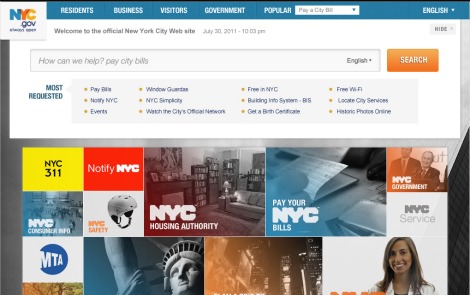 NYC
.gov
always open
RESIDENTS BUSINESS VISITORS GOVERNMENT POPULAR Pay a City Bill ENGLISH
Welcome to the official New York City Web site July 30, 2011 - 10:03 pm HIDE
How can we help? pay city bills English SEARCH
MOST REQUESTED
Pay Bills Window Guardas Free in NYC Free Wi-Fi
Notify NYC NYC Simplicity Building Info System - BIS Locate City Services
Events Watch the City's Official Network Get a Birth Certificate Historic Photos Online
NYC
311
Notify NYC
NYC
HOUSING AUTHORITY
PAY YOUR
NYC
BILLS
NYC
GOVERNMENT
NYC
CONSUMER INFO
NYC
SAFETY
NYC
Service
MTA